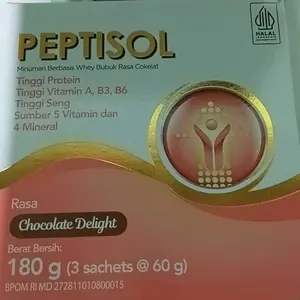 HALAL
INDONESIA
PEPTISOL
Minuman Berbasis Whey Bubuk Rasa Cokelat
Tinggi Protein
Tinggi Vitamin A, B3, B6
Tinggi Seng
Sumber 5 Vitamin dan
4 Mineral
Rasa
Chocolate Delight
Berat Bersih:
180 g (3 sachets @ 60 g)
BPOM RI MD 272811010800015